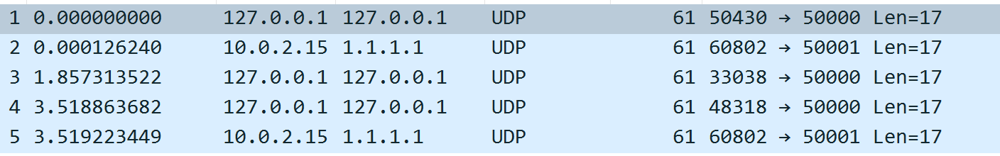 1 0.000000000 127.0.0.1 127.0.0.1 UDP 61 50430 → 50000 Len=17
2 0.000126240 10.0.2.15 1.1.1.1 UDP 61 60802 → 50001 Len=17
3 1.857313522 127.0.0.1 127.0.0.1 UDP 61 33038 → 50000 Len=17
4 3.518863682 127.0.0.1 127.0.0.1 UDP 61 48318 → 50000 Len=17
5 3.519223449 10.0.2.15 1.1.1.1 UDP 61 60802 → 50001 Len=17